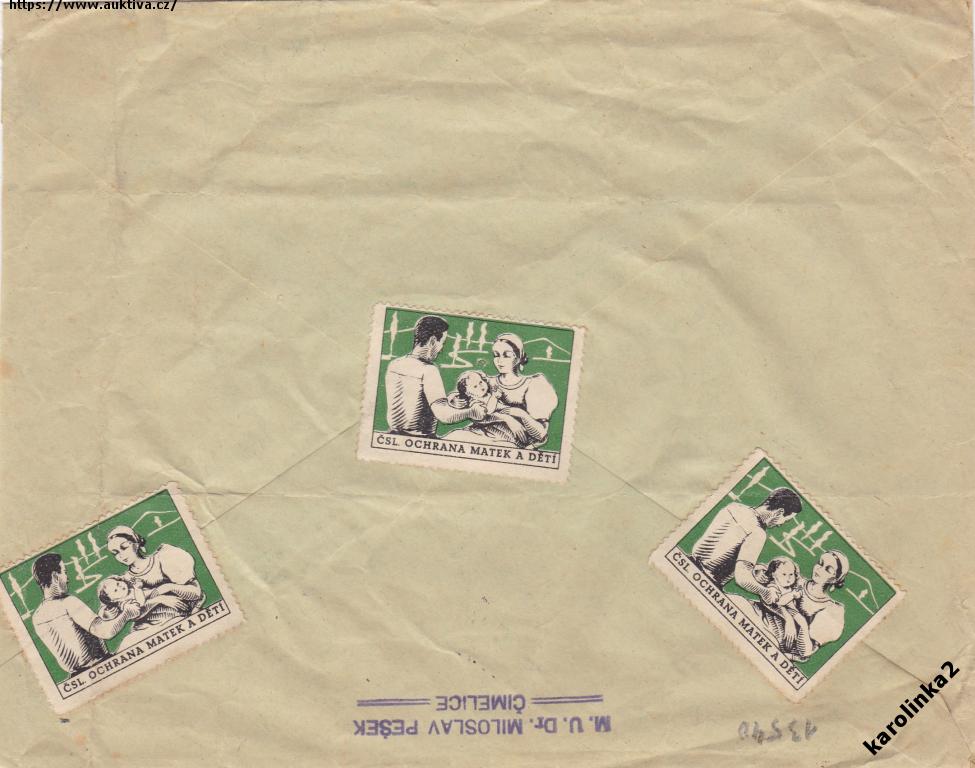 https://www.auktiva.cz/
ČSL. OCHRANA MATEK A DĚTÍ
ČSL. OCHRANA MATEK A DĚTÍ
ČSL. OCHRANA MATEK A DĚTÍ
M. U. Dr. MILOSLAV PEŠEK
ČIMELICE
13540
karolinka2